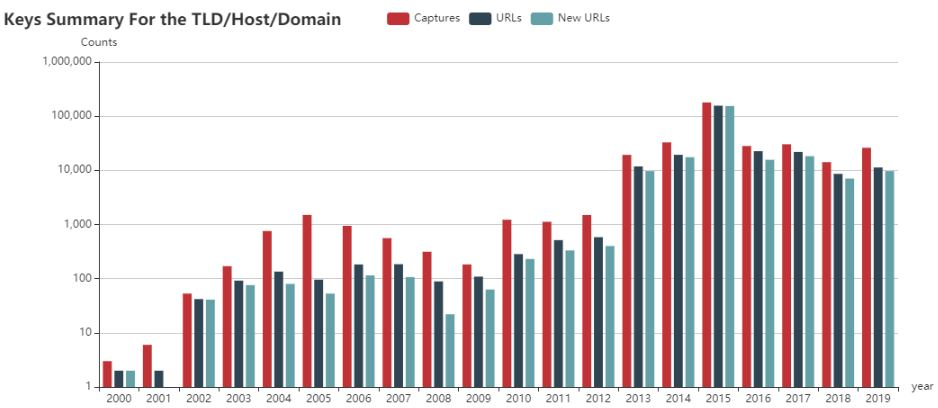 Keys Summary For the TLD/Host/Domain
Captures URLs New URLs
Counts
1,000,000
100,000
10,000
1,000
100
10
1
2000 2001 2002 2003 2004 2005 2006 2007 2008 2009 2010 2011 2012 2013 2014 2015 2016 2017 2018 2019
year